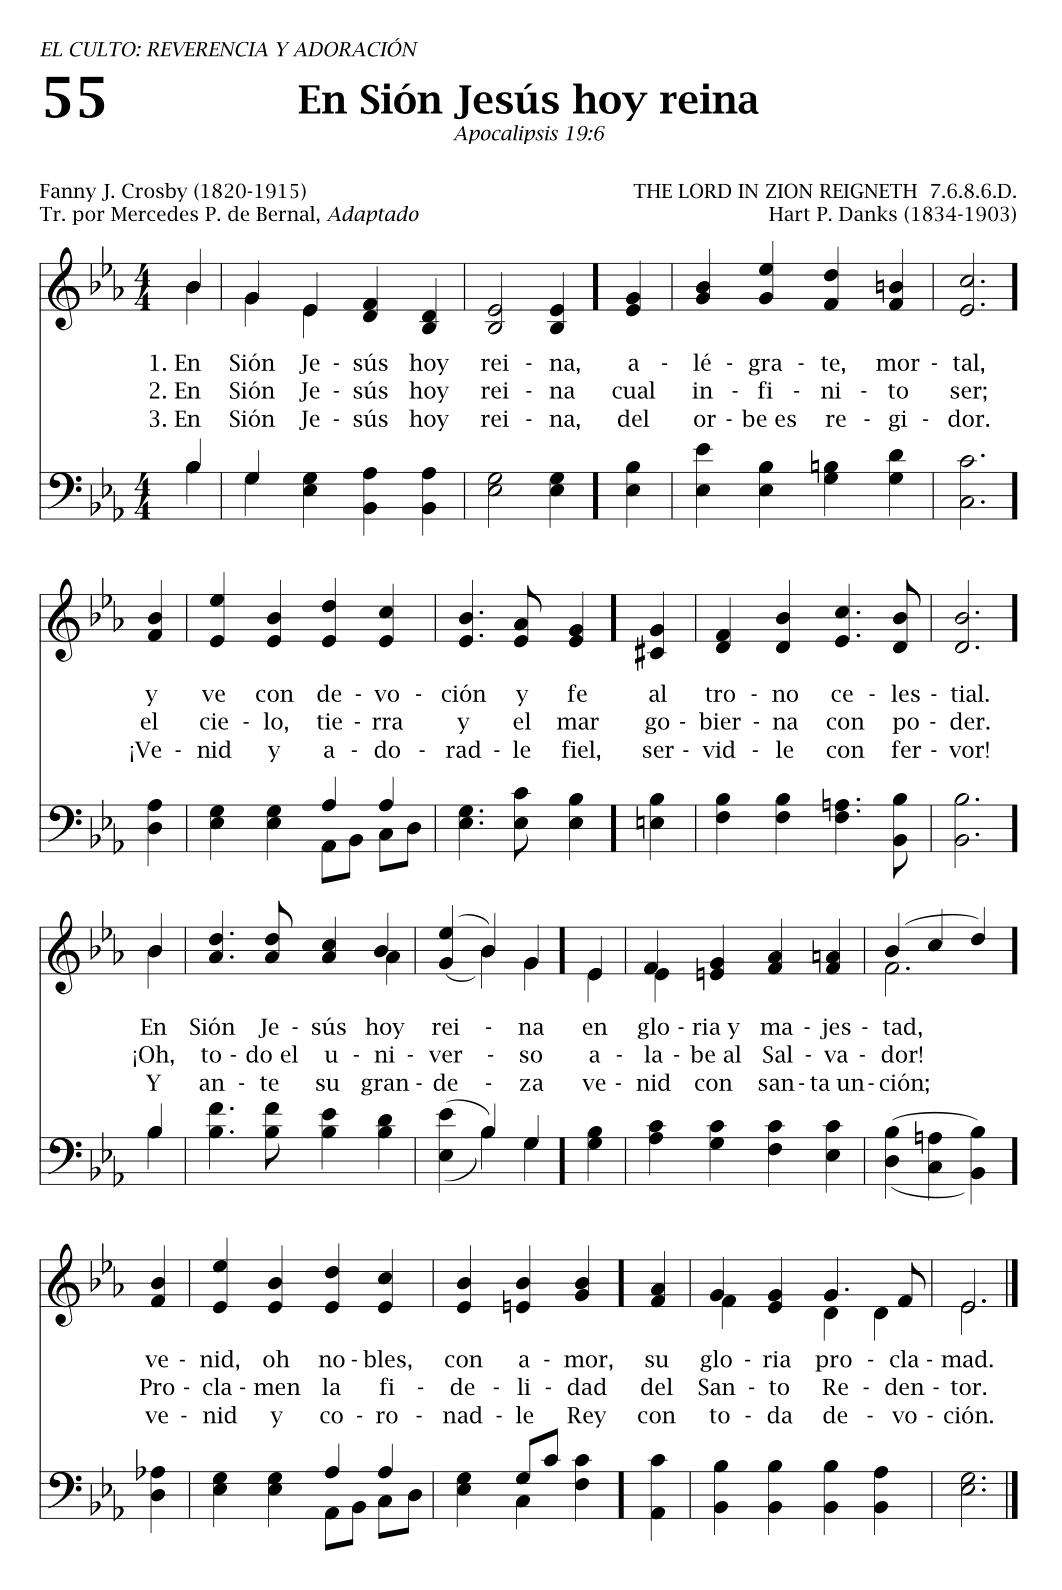 EL CULTO: REVERENCIA Y ADORACIÓN
55
En Sión Jesús hoy reina
Apocalipsis 19:6
Fanny J. Crosby (1820-1915)
THE LORD IN ZION REIGNETH 7.6.8.6.D.
Tr. por Mercedes P. de Bernal, Adaptado
Hart P. Danks (1834-1903)
1. En Sión Je - sús hoy rei - na, a - lé - gra - te, mor - tal,
2. En Sión Je - sús hoy rei - na cual in - fi - ni - to ser;
3. En Sión Je - sús hoy rei - na, del or - be es re - gi - dor.
y ve con de - vo - ción y fe al tro - no ce - les - tial.
el cie - lo, tie - rra y el mar go - bier - na con po - der.
¡Ve - nid y a - do - rad - le fiel, ser - vid - le con fer - vor!
En Sión Je - sús hoy rei - na en glo - ria y ma - jes - tad,
¡Oh, to - do el u - ni - ver - so a - la - be al Sal - va - dor!
Y an - te su gran - de - za ve - nid con san - ta un - ción;
ve - nid, oh no - bles, con a - mor, su glo - ria pro - cla - mad.
Pro - cla - men la fi - de - li - dad del San - to Re - den - tor.
ve - nid y co - ro - nad - le Rey con to - da de - vo - ción.